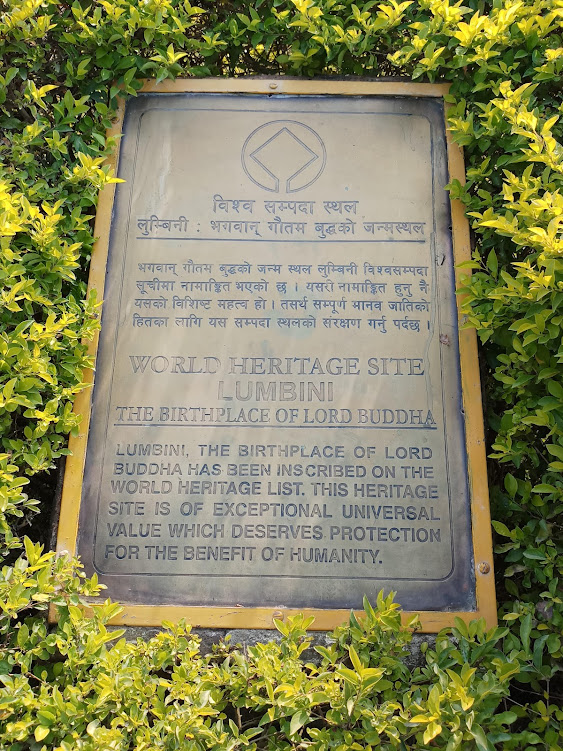 विश्व सम्पदा स्थल
लुम्बिनी : भगवान् गौतम बुद्धको जन्मस्थल
भगवान् गौतम बुद्धको जन्म स्थल लुम्बिनी विश्वसम्पदा
सूचीमा नामाङ्कित भएको छ । यसरी नामाङ्कित हुनु नै
यसको विशिष्ट महत्व हो । तसर्थ सम्पूर्ण मानव जातिको
हितका लागि यस सम्पदा स्थलको संरक्षण गर्नु पर्दछ ।
WORLD HERITAGE SITE
LUMBINI
THE BIRTHPLACE OF LORD BUDDHA
LUMBINI, THE BIRTHPLACE OF LORD
BUDDHA HAS BEEN INSCRIBED ON THE
WORLD HERITAGE LIST. THIS HERITAGE
SITE IS OF EXCEPTIONAL UNIVERSAL
VALUE WHICH DESERVES PROTECTION
FOR THE BENEFIT OF HUMANITY.